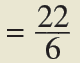 = 22/6